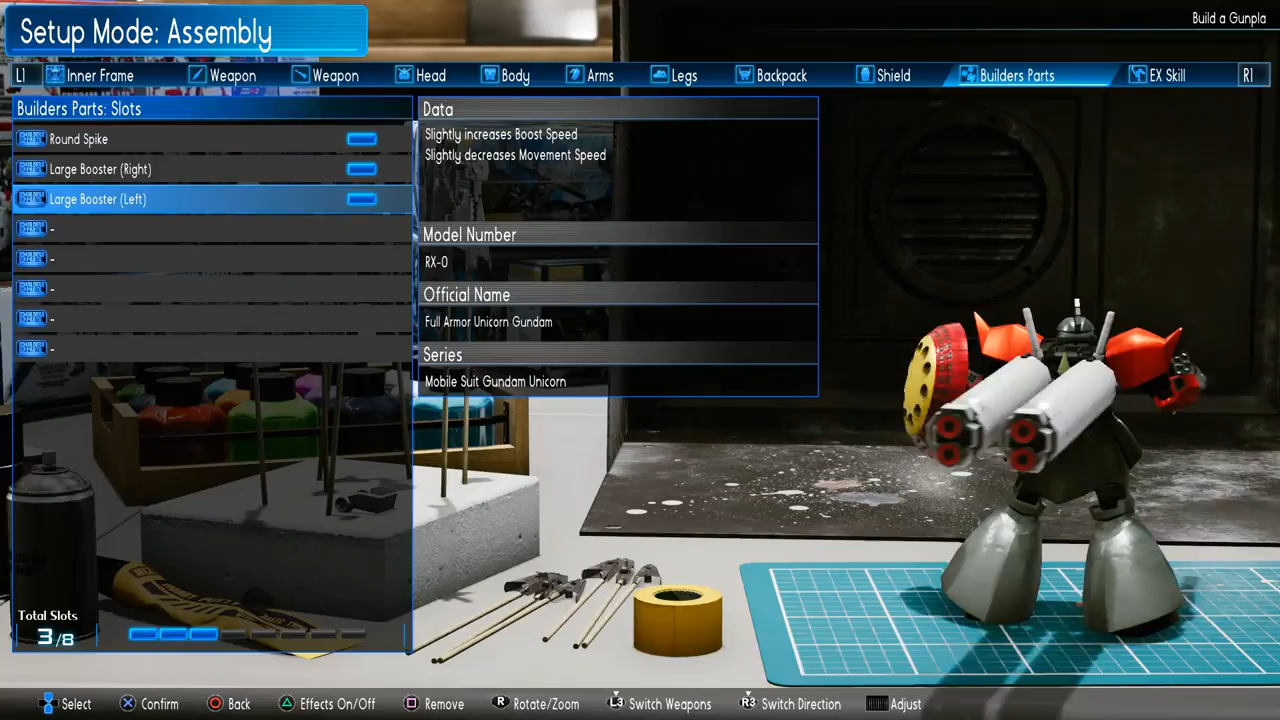 Setup Mode: Assembly
Build a Gunpla
L1 Inner Frame Weapon Weapon Head Body Arms Legs Backpack Shield Builders Parts EX Skill R1
Builders Parts: Slots
Round Spike
Large Booster (Right)
Large Booster (Left)
-
-
-
-
-
Data
Slightly increases Boost Speed
Slightly decreases Movement Speed
Model Number
RX-0
Official Name
Full Armor Unicorn Gundam
Series
Mobile Suit Gundam Unicorn
Total Slots
3/8
Select Confirm Back Effects On/Off Remove R Rotate/Zoom L3 Switch Weapons R3 Switch Direction Adjust